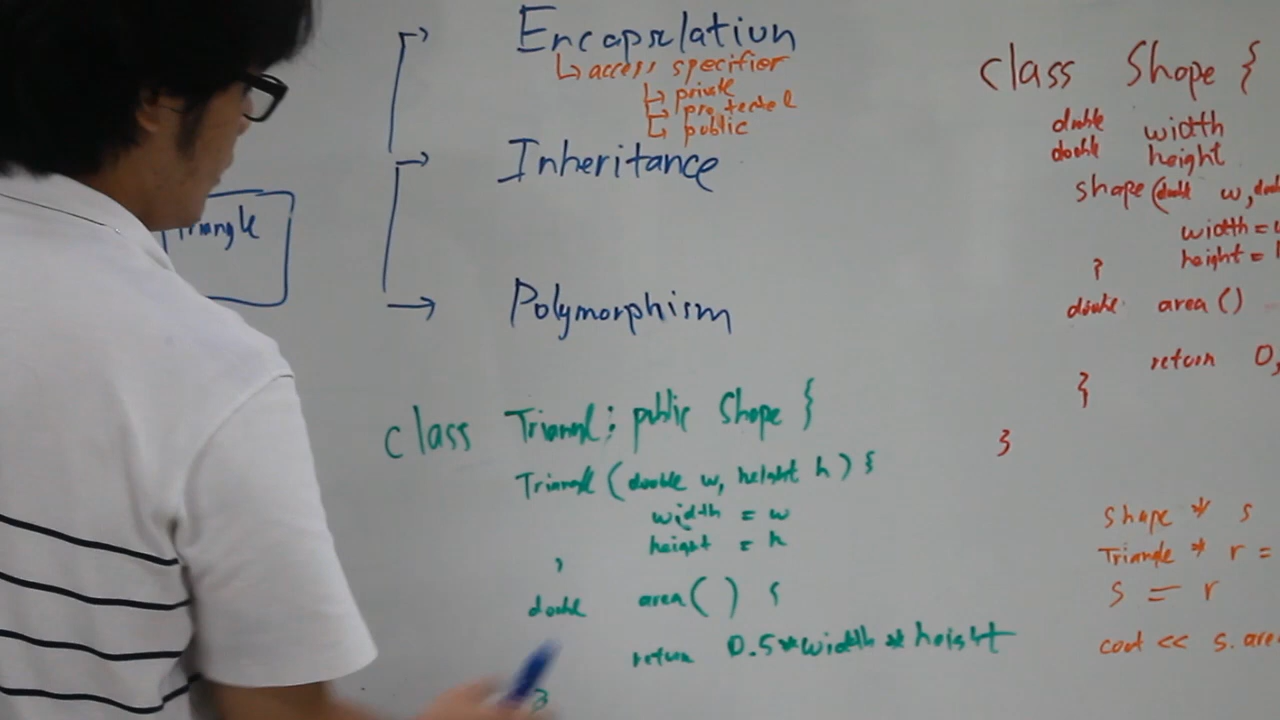 Encapsulation
↳ access specifier
↳ private
↳ protected
↳ public
Inheritance
Triangle
Polymorphism
class Shape {
double width
double height
shape (double w, dou
width =
height =
}
double area ()
return 0,
}
}
class Triangl : public Shape {
Triangl (double w, height h) {
width = w
height = h
}
double area ( ) {
return 0.5 * width * height
}
Shape * s
Triangle * r =
s = r
cout << s. are